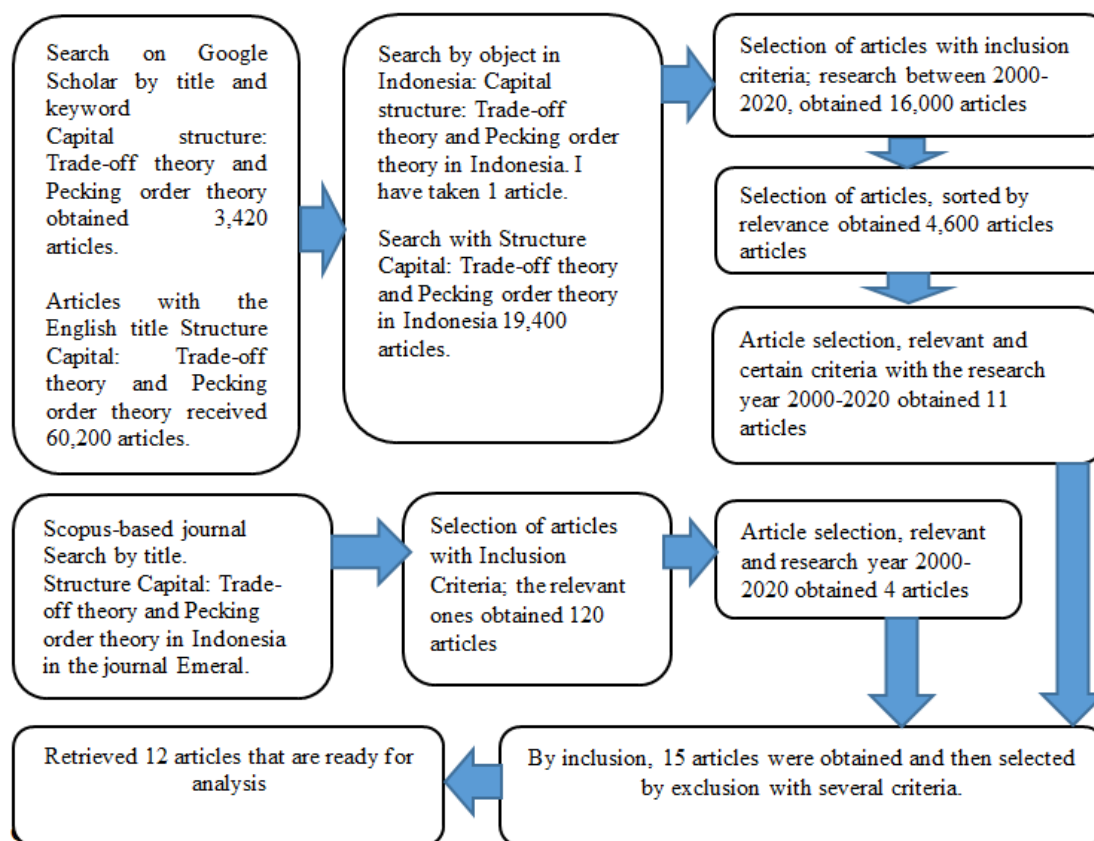 Search on Google
Scholar by title and
keyword
Capital structure:
Trade-off theory and
Pecking order theory
obtained 3,420
articles.
Articles with the
English title Structure
Capital: Trade-off
theory and Pecking
order theory received
60,200 articles.
Search by object in
Indonesia: Capital
structure: Trade-off
theory and Pecking order
theory in Indonesia. I
have taken 1 article.
Search with Structure
Capital: Trade-off theory
and Pecking order theory
in Indonesia 19,400
articles.
Selection of articles with inclusion
criteria; research between 2000-
2020, obtained 16,000 articles
Selection of articles, sorted by
relevance obtained 4,600 articles
articles
Article selection, relevant and
certain criteria with the research
year 2000-2020 obtained 11
articles
Scopus-based journal
Search by title.
Structure Capital: Trade-
off theory and Pecking
order theory in Indonesia
in the journal Emeral.
Selection of articles
with Inclusion
Criteria; the relevant
ones obtained 120
articles
Article selection, relevant
and research year 2000-
2020 obtained 4 articles
Retrieved 12 articles that are ready for
analysis
By inclusion, 15 articles were obtained and then selected
by exclusion with several criteria.